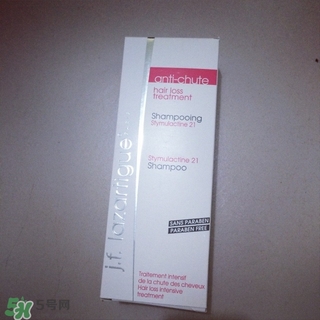 anti-chute
hair loss
treatment
Shampooing
Stymulactine 21
Stymulactine 21
Shampoo
SANS PARABEN
PARABEN FREE
Traitement intensif
de la chute des cheveux
Hair loss intensive
treatment
j.f. lazartigue